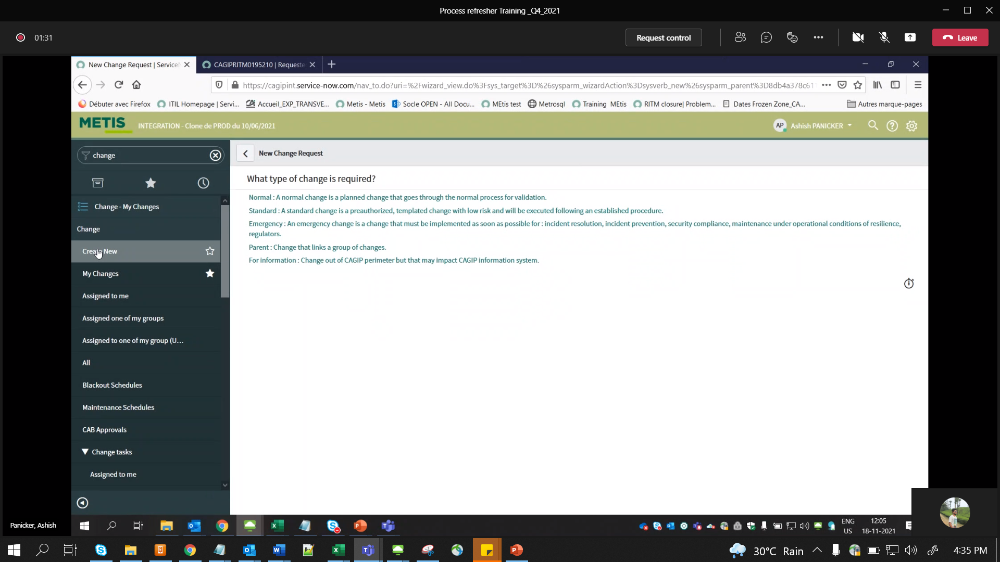 Process refresher Training _Q4_2021
01:31
Request control
Leave
New Change Request | Service
CAGIPRITM0195210 | Requeste
https://cagipint.service-now.com/nav_to.do?uri=%2Fwizard_view.do%3Fsys_target%3D%26sysparm_wizardAction%3Dsysverb_new%26sysparm_parent%3D8db4a378c61
Débuter avec Firefox
ITIL Homepage | Servi...
Accueil_EXP_TRANSVE...
Metis - Metis
Socle OPEN - All Docu...
MEtis test
Metrosql
Training MEtis
RITM closure| Problem...
Dates Frozen Zone_CA...
Autres marque-pages
METIS
INTEGRATION - Clone de PROD du 10/06/2021
AP
Ashish PANICKER
change
New Change Request
What type of change is required?
Normal : A normal change is a planned change that goes through the normal process for validation.
Standard : A standard change is a preauthorized, templated change with low risk and will be executed following an established procedure.
Emergency : An emergency change is a change that must be implemented as soon as possible for : incident resolution, incident prevention, security compliance, maintenance under operational conditions of resilience,
regulators.
Parent : Change that links a group of changes.
For information : Change out of CAGIP perimeter but that may impact CAGIP information system.
Change - My Changes
Change
Create New
My Changes
Assigned to me
Assigned one of my groups
Assigned to one of my group (U...
All
Blackout Schedules
Maintenance Schedules
CAB Approvals
Change tasks
Assigned to me
Panicker, Ashish
ENG
US
12:05
18-11-2021
30°C Rain
4:35 PM